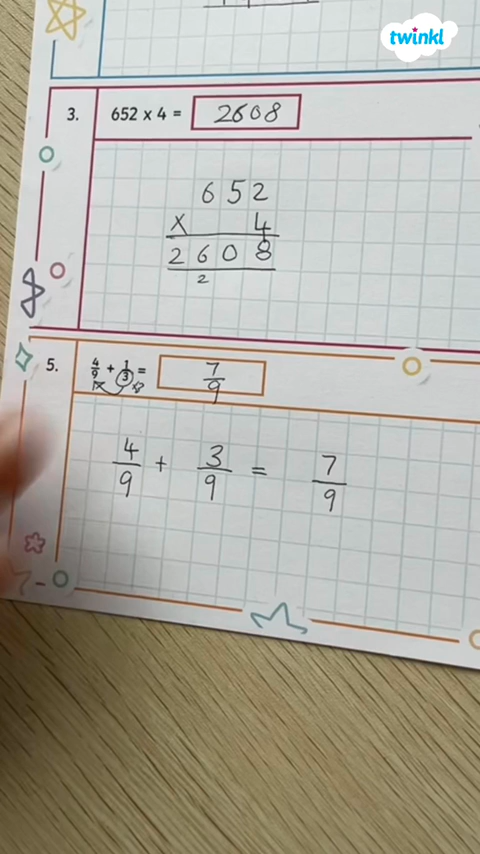 twinkl
3. 652 x 4 = 2608
652
x 4
2608
2
5. 4/9 + 1/3 = 7/9
4/9 + 3/9 = 7/9